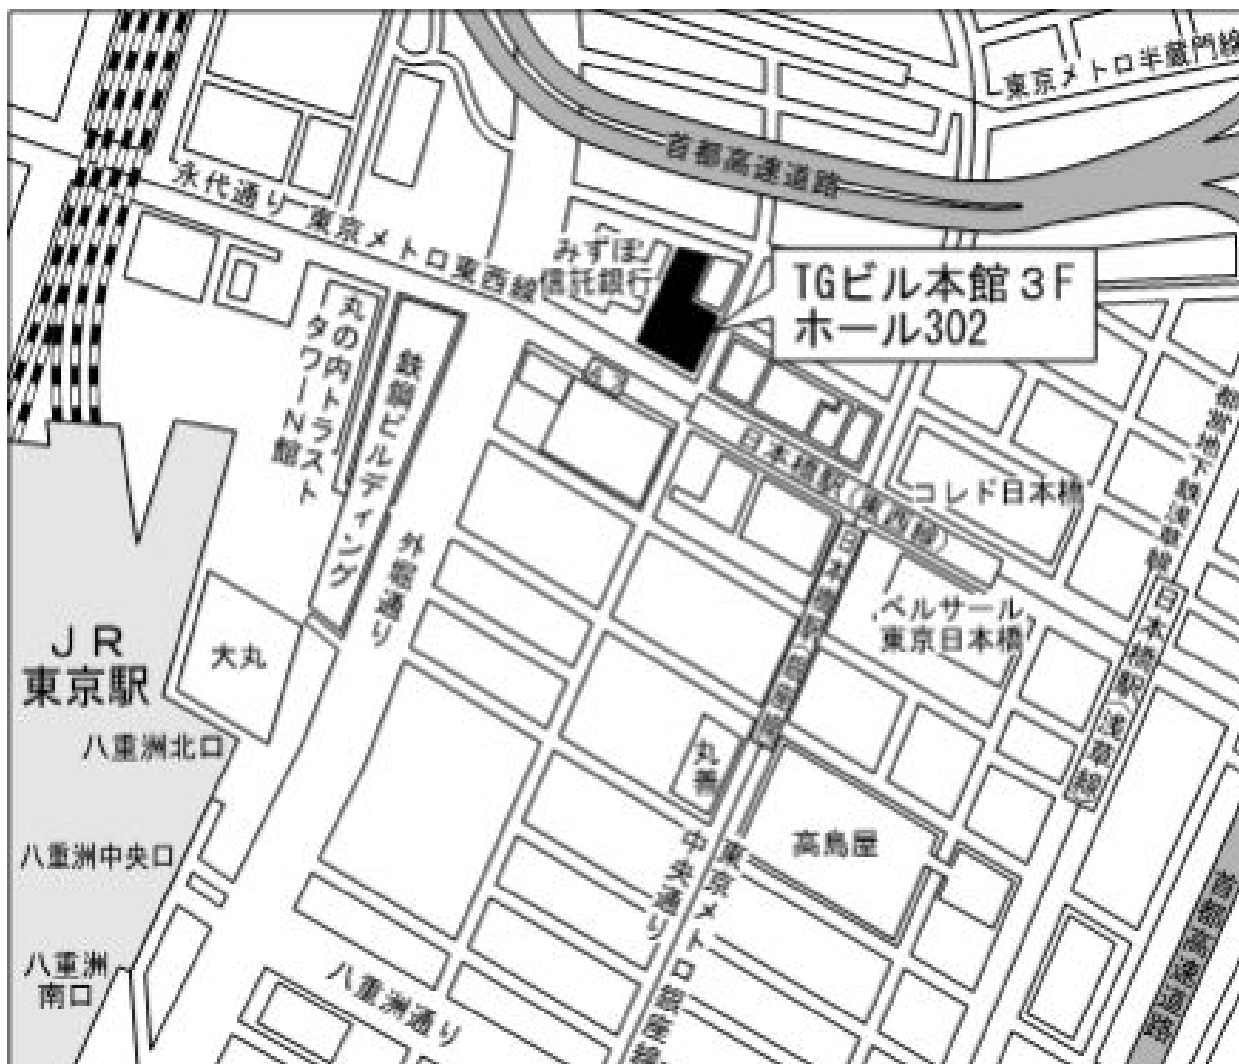 東京メトロ半蔵門線
首都高速道路
永代通り
東京メトロ東西線
みずほ
信託銀行
TGビル本館3F
ホール302
丸の内トラスト
タワーN館
鉄鋼ビルディング
A3
日本橋駅(東西線)
コレド日本橋
都営地下鉄浅草線
外堀通り
日本橋駅(銀座線)
ベルサール
東京日本橋
日本橋駅(浅草線)
JR
東京駅
大丸
八重洲北口
丸善
高島屋
八重洲中央口
中央通り
東京メトロ銀座線
首都高速道路
八重洲
南口
八重洲通り